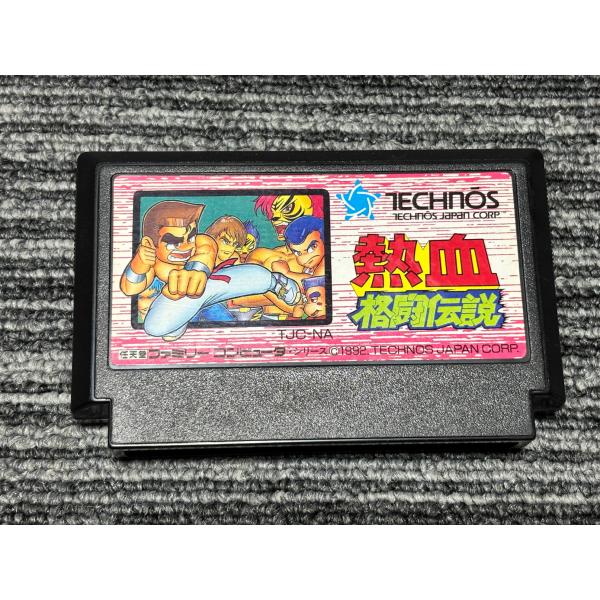 TECHNŌS
TECHNŌS JAPAN CORP.
熱血
格闘伝説
TJC-NA
任天堂 ファミリー コンピュータ・シリーズ ©1992 TECHNOS JAPAN CORP.